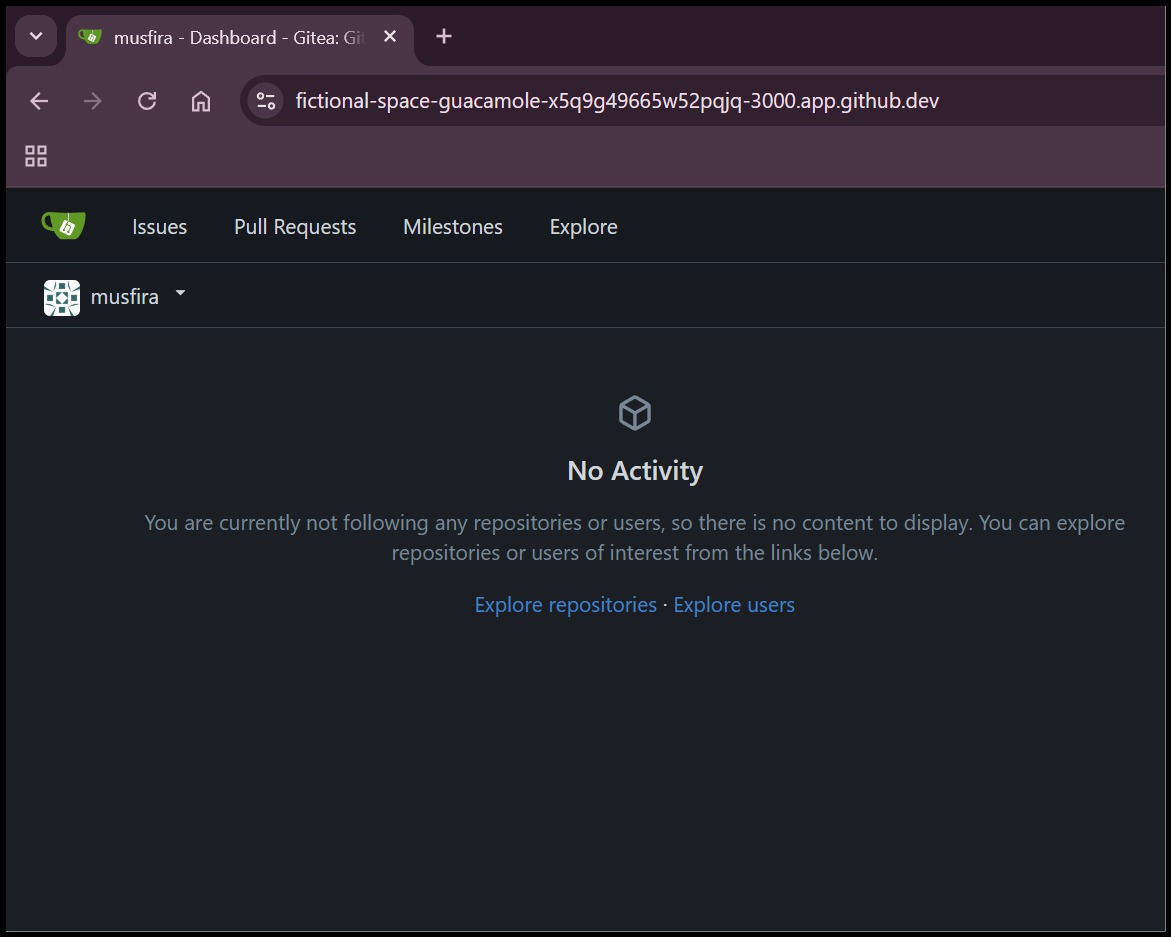 musfira - Dashboard - Gitea: Git
fictional-space-guacamole-x5q9g49665w52pqjq-3000.app.github.dev
Issues Pull Requests Milestones Explore
musfira
No Activity
You are currently not following any repositories or users, so there is no content to display. You can explore
repositories or users of interest from the links below.
Explore repositories · Explore users